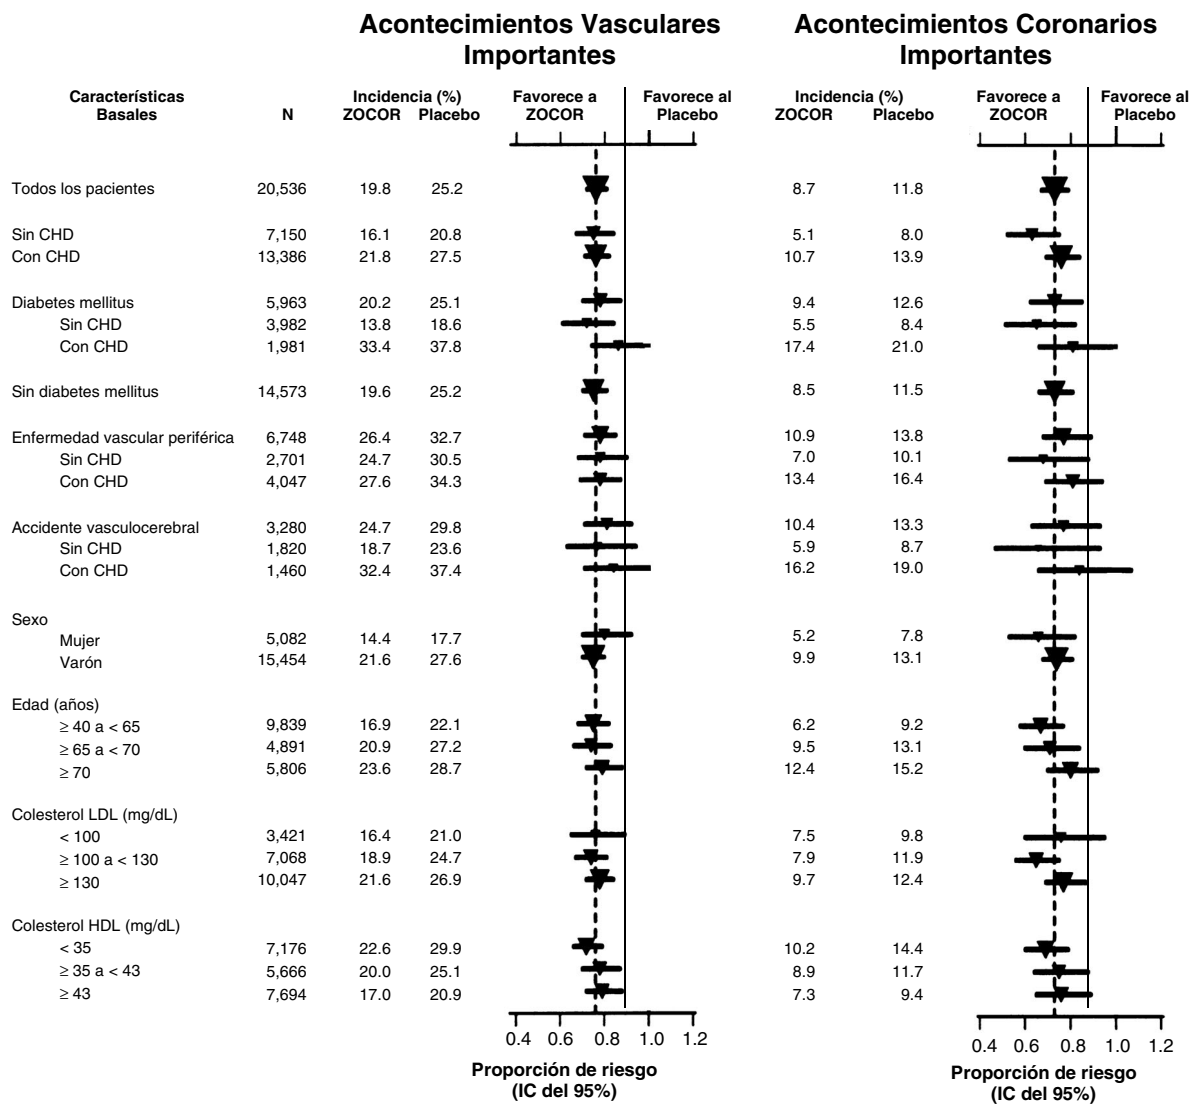 Acontecimientos Vasculares
Importantes
Acontecimientos Coronarios
Importantes
Características
Basales
N
Incidencia (%)
ZOCOR Placebo
Favorece a
ZOCOR
Favorece al
Placebo
Incidencia (%)
ZOCOR Placebo
Favorece a
ZOCOR
Favorece al
Placebo
Todos los pacientes 20,536 19.8 25.2 8.7 11.8
Sin CHD 7,150 16.1 20.8 5.1 8.0
Con CHD 13,386 21.8 27.5 10.7 13.9
Diabetes mellitus 5,963 20.2 25.1 9.4 12.6
Sin CHD 3,982 13.8 18.6 5.5 8.4
Con CHD 1,981 33.4 37.8 17.4 21.0
Sin diabetes mellitus 14,573 19.6 25.2 8.5 11.5
Enfermedad vascular periférica 6,748 26.4 32.7 10.9 13.8
Sin CHD 2,701 24.7 30.5 7.0 10.1
Con CHD 4,047 27.6 34.3 13.4 16.4
Accidente vasculocerebral 3,280 24.7 29.8 10.4 13.3
Sin CHD 1,820 18.7 23.6 5.9 8.7
Con CHD 1,460 32.4 37.4 16.2 19.0
Sexo
Mujer 5,082 14.4 17.7 5.2 7.8
Varón 15,454 21.6 27.6 9.9 13.1
Edad (años)
≥ 40 a < 65 9,839 16.9 22.1 6.2 9.2
≥ 65 a < 70 4,891 20.9 27.2 9.5 13.1
≥ 70 5,806 23.6 28.7 12.4 15.2
Colesterol LDL (mg/dL)
< 100 3,421 16.4 21.0 7.5 9.8
≥ 100 a < 130 7,068 18.9 24.7 7.9 11.9
≥ 130 10,047 21.6 26.9 9.7 12.4
Colesterol HDL (mg/dL)
< 35 7,176 22.6 29.9 10.2 14.4
≥ 35 a < 43 5,666 20.0 25.1 8.9 11.7
≥ 43 7,694 17.0 20.9 7.3 9.4
0.4 0.6 0.8 1.0 1.2 0.4 0.6 0.8 1.0 1.2
Proporción de riesgo
(IC del 95%)
Proporción de riesgo
(IC del 95%)